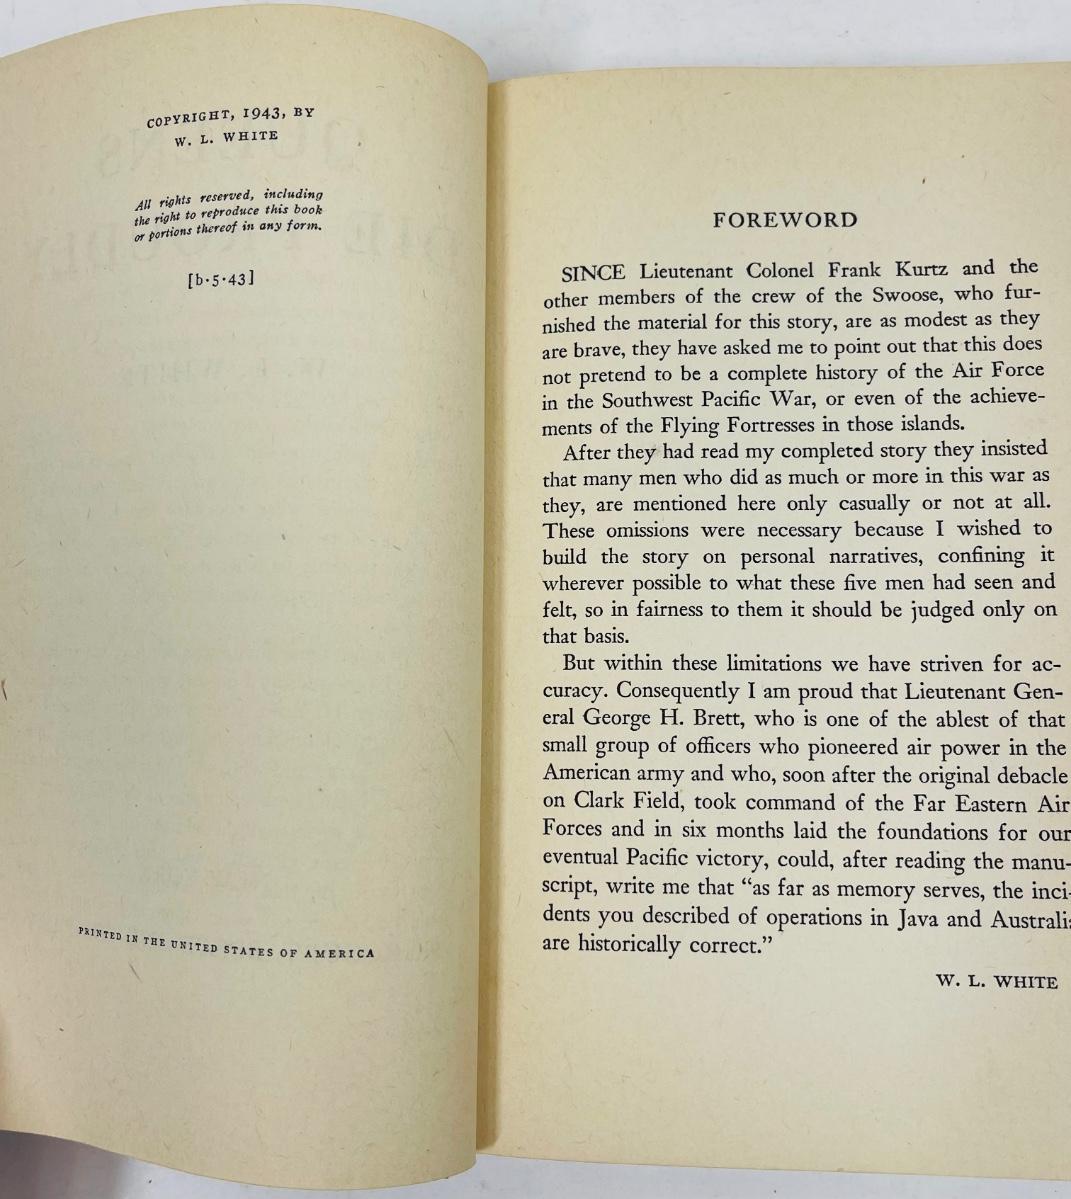 COPYRIGHT, 1943, BY
W. L. WHITE
All rights reserved, including
the right to reproduce this book
or portions thereof in any form.
[b·5·43]
PRINTED IN THE UNITED STATES OF AMERICA
FOREWORD
SINCE Lieutenant Colonel Frank Kurtz and the
other members of the crew of the Swoose, who fur-
nished the material for this story, are as modest as they
are brave, they have asked me to point out that this does
not pretend to be a complete history of the Air Force
in the Southwest Pacific War, or even of the achieve-
ments of the Flying Fortresses in those islands.
After they had read my completed story they insisted
that many men who did as much or more in this war as
they, are mentioned here only casually or not at all.
These omissions were necessary because I wished to
build the story on personal narratives, confining it
wherever possible to what these five men had seen and
felt, so in fairness to them it should be judged only on
that basis.
But within these limitations we have striven for ac-
curacy. Consequently I am proud that Lieutenant Gen-
eral George H. Brett, who is one of the ablest of that
small group of officers who pioneered air power in the
American army and who, soon after the original debacle
on Clark Field, took command of the Far Eastern Air
Forces and in six months laid the foundations for our
eventual Pacific victory, could, after reading the manu-
script, write me that “as far as memory serves, the inci-
dents you described of operations in Java and Australia
are historically correct.”
W. L. WHITE